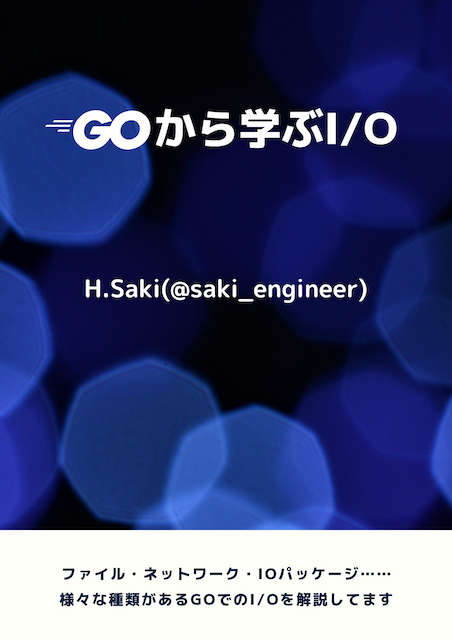 GOから学ぶI/O
H.Saki(@saki_engineer)
ファイル・ネットワーク・IOパッケージ……
様々な種類があるGOでのI/Oを解説してます